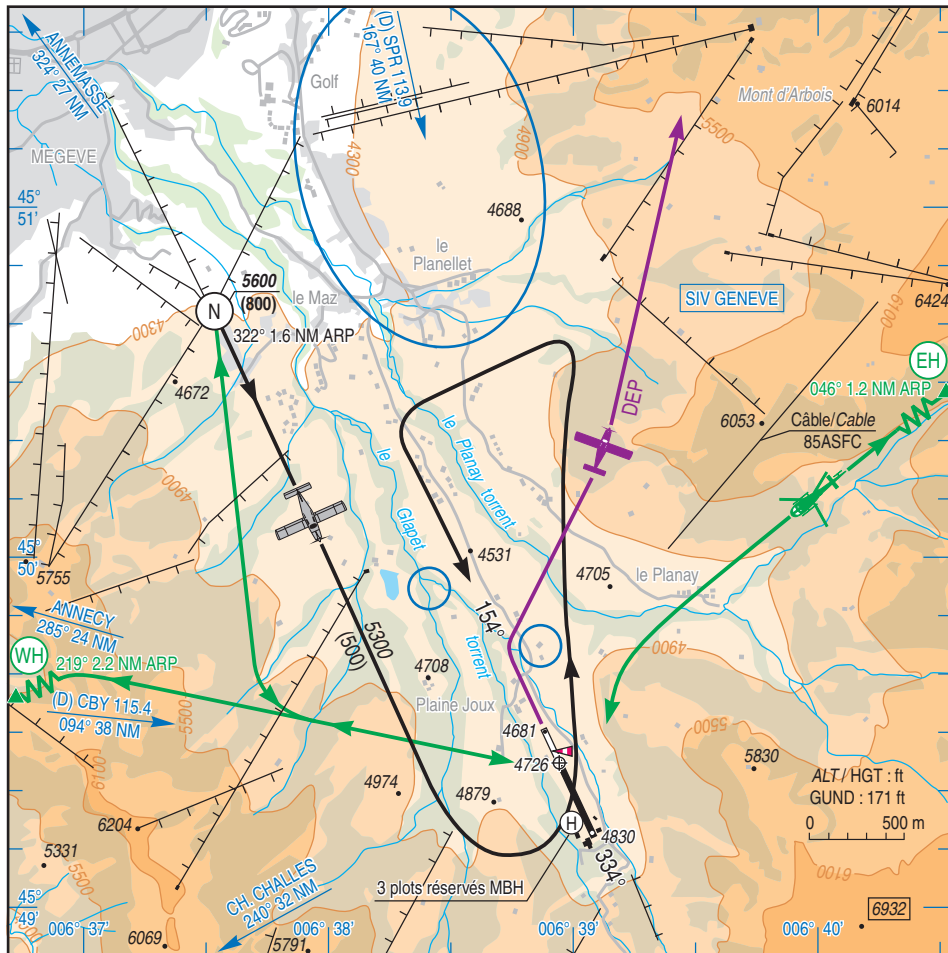 ANNEMASSE
324° 27 NM
(D) SPR 113.9
167° 40 NM
Golf
Mont d'Arbois
6014
5500
MEGEVE
4300
4900
45°
51'
4688
le
Planellet
5600
(800)
le Maz
SIV GENEVE
6100
6424
N
4300
322° 1.6 NM ARP
EH
046° 1.2 NM ARP
4672
DEP
6053
Câble/Cable
85ASFC
le Planay torrent
4900
le Glapet torrent
45°
50'
5755
4531
4705
le Planay
ANNECY
285° 24 NM
154°
5300
(500)
4900
WH
219° 2.2 NM ARP
4708
(D) CBY 115.4
094° 38 NM
5500
Plaine Joux
4681
5500
4726
5830
6100
4974
4879
ALT / HGT : ft
GUND : 171 ft
0 500 m
6204
H
4830
334°
5331
5500
3 plots réservés MBH
6100
CH. CHALLES
240° 32 NM
45°
49'
6932
006° 37
006° 38
006° 39
006° 40
6069
5791